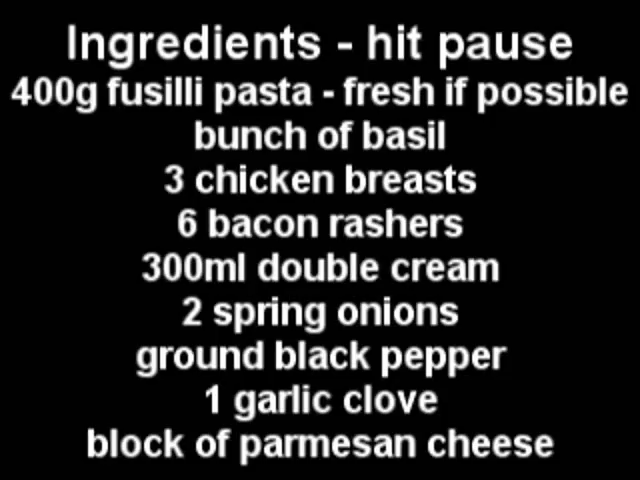 Ingredients - hit pause
400g fusilli pasta - fresh if possible
bunch of basil
3 chicken breasts
6 bacon rashers
300ml double cream
2 spring onions
ground black pepper
1 garlic clove
block of parmesan cheese